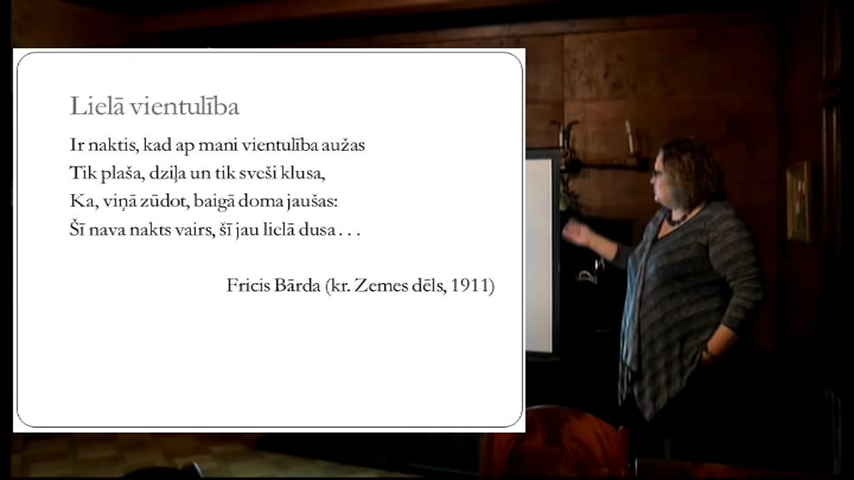 Lielā vientulība
Ir naktis, kad ap mani vientulība aužas
Tik plaša, dziļa un tik sveši klusa,
Ka, viņā zūdot, baigā doma jaušas:
Šī nava nakts vairs, šī jau lielā dusa . . .
Fricis Bārda (kr. Zemes dēls, 1911)